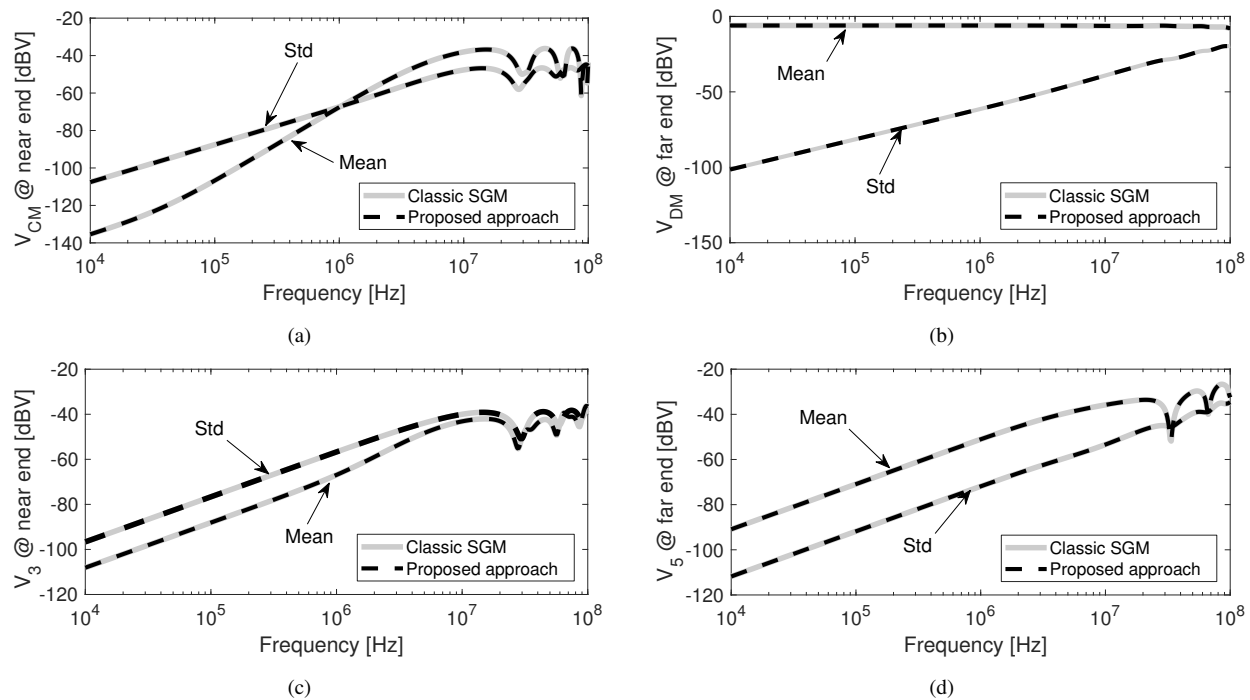 V_CM @ near end [dBV]
-20
-40
-60
-80
-100
-120
-140
Std
Mean
Classic SGM
Proposed approach
10^4
10^5
10^6
10^7
10^8
Frequency [Hz]
(a)
V_DM @ far end [dBV]
0
-50
-100
-150
Mean
Std
Classic SGM
Proposed approach
10^4
10^5
10^6
10^7
10^8
Frequency [Hz]
(b)
V_3 @ near end [dBV]
-20
-40
-60
-80
-100
-120
Std
Mean
Classic SGM
Proposed approach
10^4
10^5
10^6
10^7
10^8
Frequency [Hz]
(c)
V_5 @ far end [dBV]
-20
-40
-60
-80
-100
-120
Mean
Std
Classic SGM
Proposed approach
10^4
10^5
10^6
10^7
10^8
Frequency [Hz]
(d)